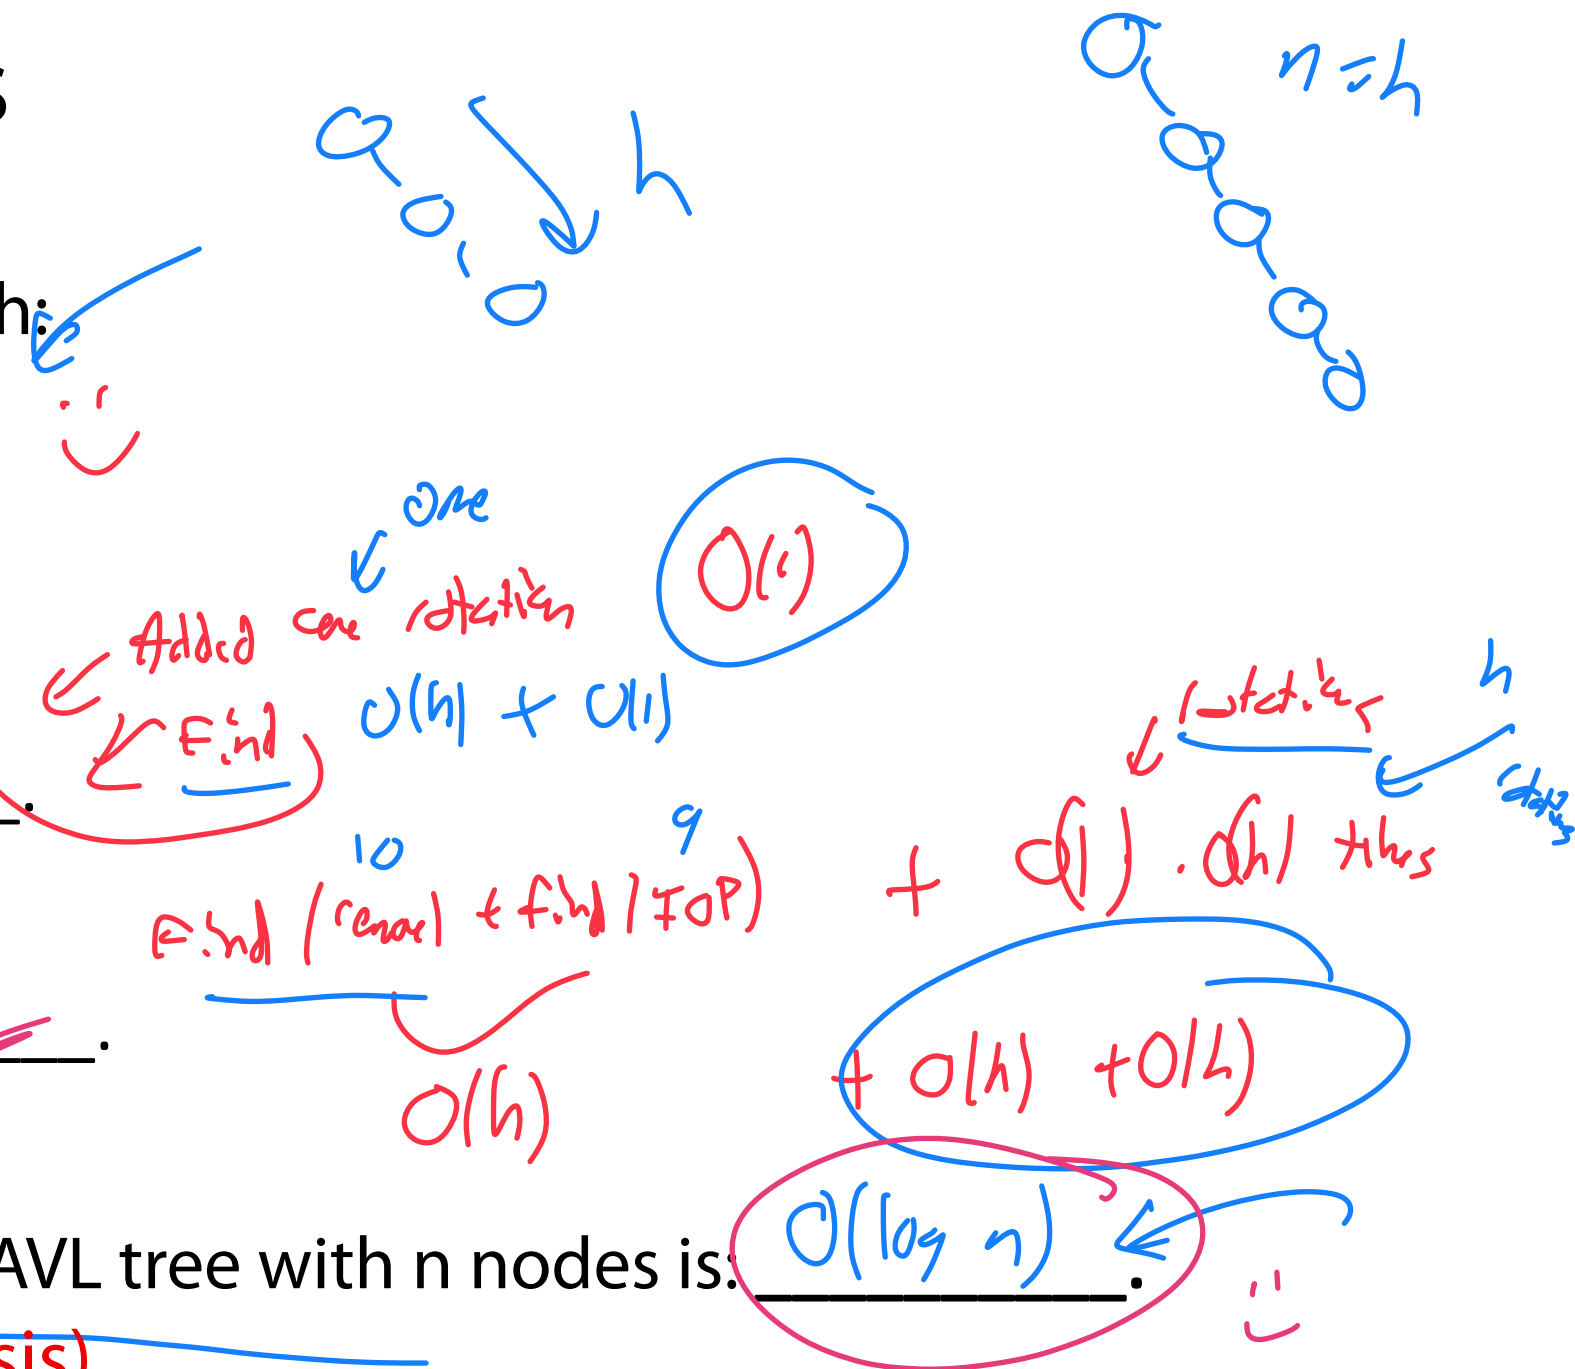 s
n = h
h
h:
one
O(1)
Added one rotation
h
rotations
Find O(h) + O(1)
rotations
10 9
Find (remove) + find (IOP) + O(1) . O(h) times
.
O(h) + O(h) + O(h)
O(log n)
AVL tree with n nodes is: __________.
sis)